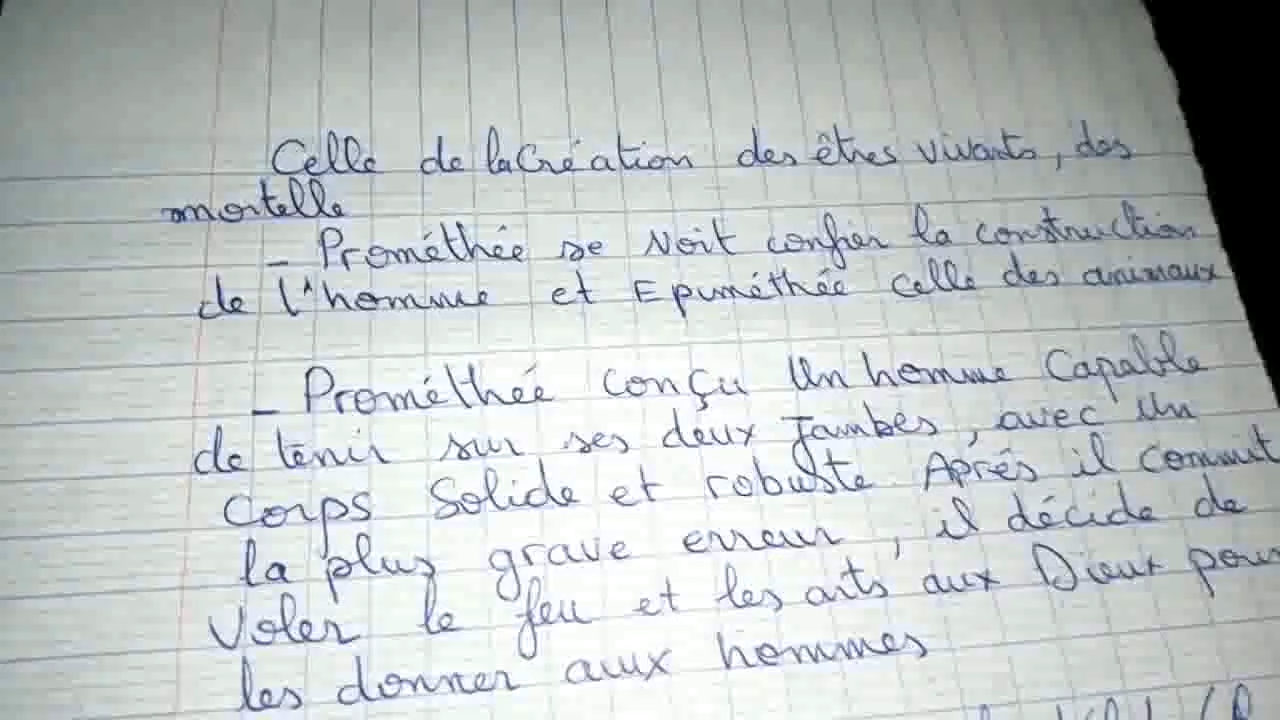 Celle de la Création des êtres vivants, des
mortelle
- Prométhée se voit confier la construction
de l'homme et Epuméthée celle des animaux
- Prométhée conçu un homme Capable
de tenir sur ses deux jambes, avec un
corps Solide et robuste. Après il commit
la plus grave erreur, il décide de
voler le feu et les arts aux Dieux pour
les donner aux hommes